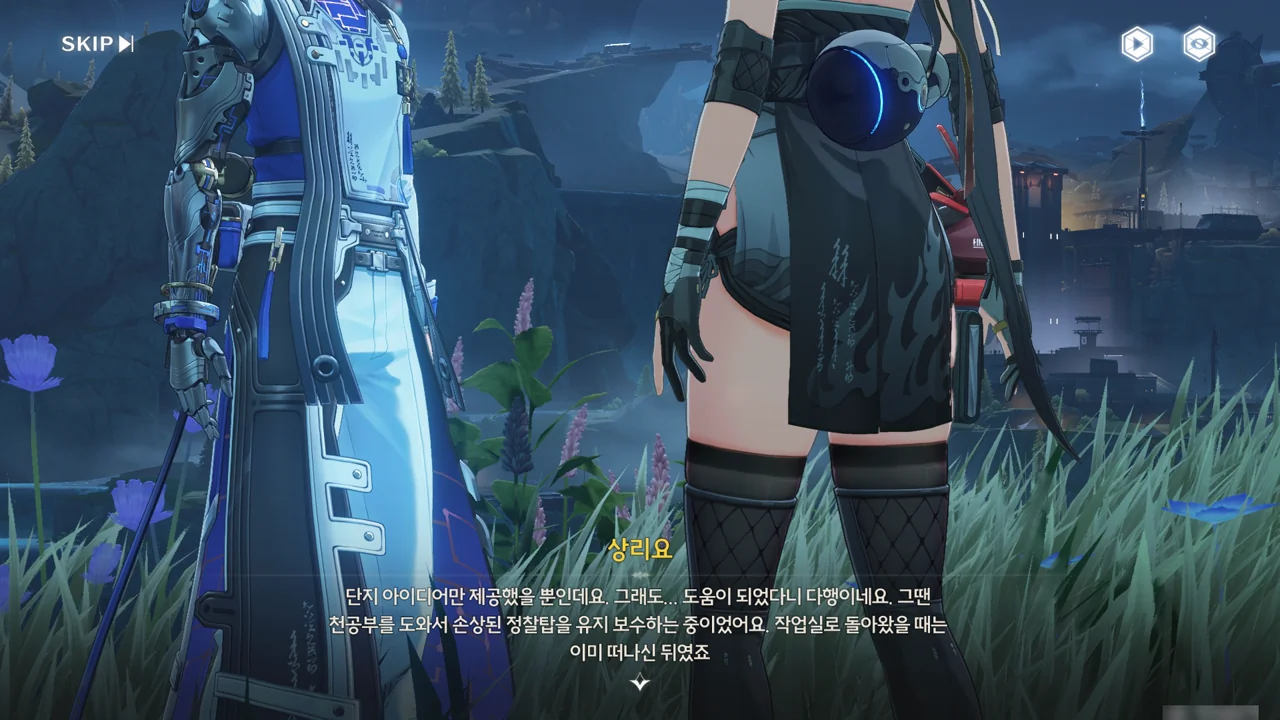 SKIP
상리요
단지 아이디어만 제공했을 뿐인데요. 그래도... 도움이 되었다니 다행이네요. 그땐
천공부를 도와서 손상된 정찰탑을 유지 보수하는 중이었어요. 작업실로 돌아왔을 때는
이미 떠나신 뒤였죠